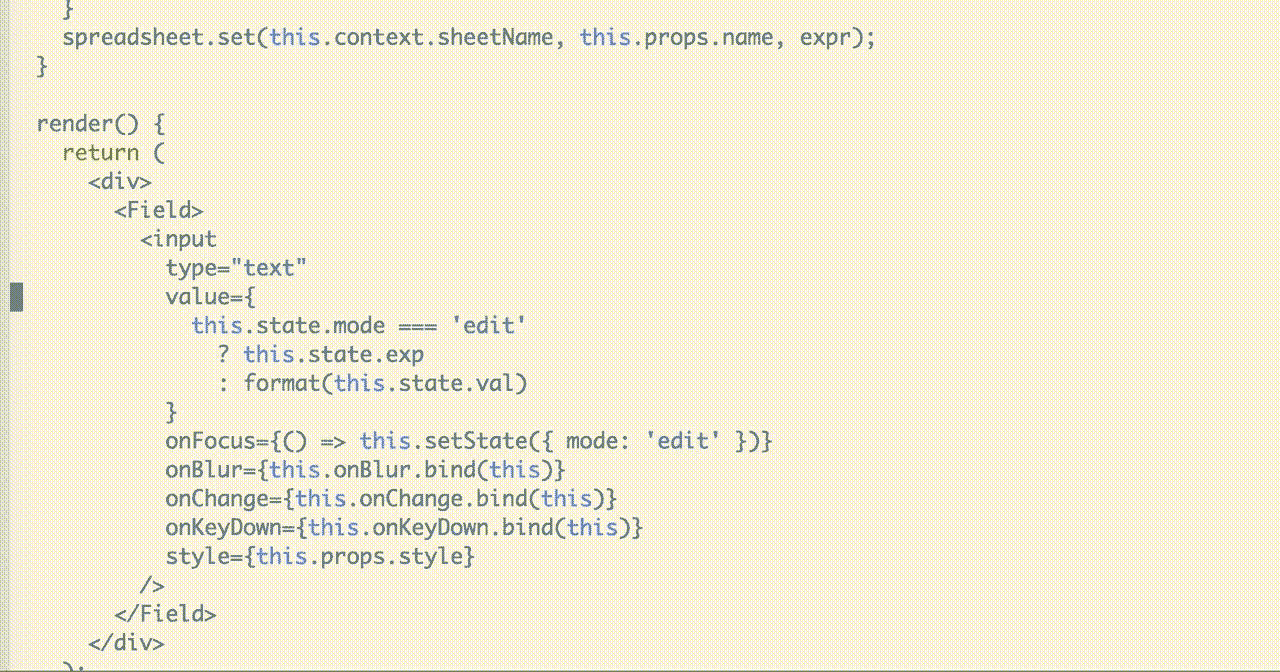 }
spreadsheet.set(this.context.sheetName, this.props.name, expr);
}
render() {
return (
<div>
<Field>
<input
type="text"
value={
this.state.mode === 'edit'
? this.state.exp
: format(this.state.val)
}
onFocus={() => this.setState({ mode: 'edit' })}
onBlur={this.onBlur.bind(this)}
onChange={this.onChange.bind(this)}
onKeyDown={this.onKeyDown.bind(this)}
style={this.props.style}
/>
</Field>
</div>
);